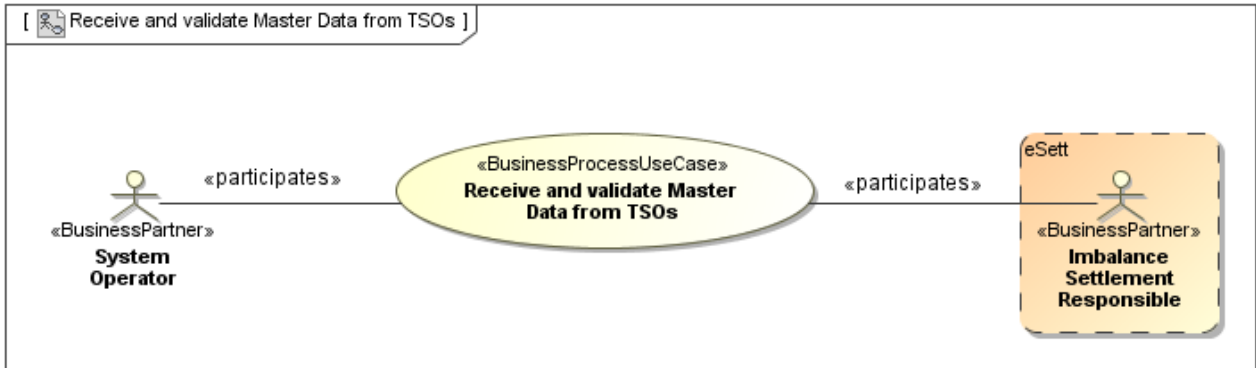 [ Receive and validate Master Data from TSOs ]
«participates»
«BusinessPartner»
System
Operator
«BusinessProcessUseCase»
Receive and validate Master
Data from TSOs
«participates»
eSett
«BusinessPartner»
Imbalance
Settlement
Responsible